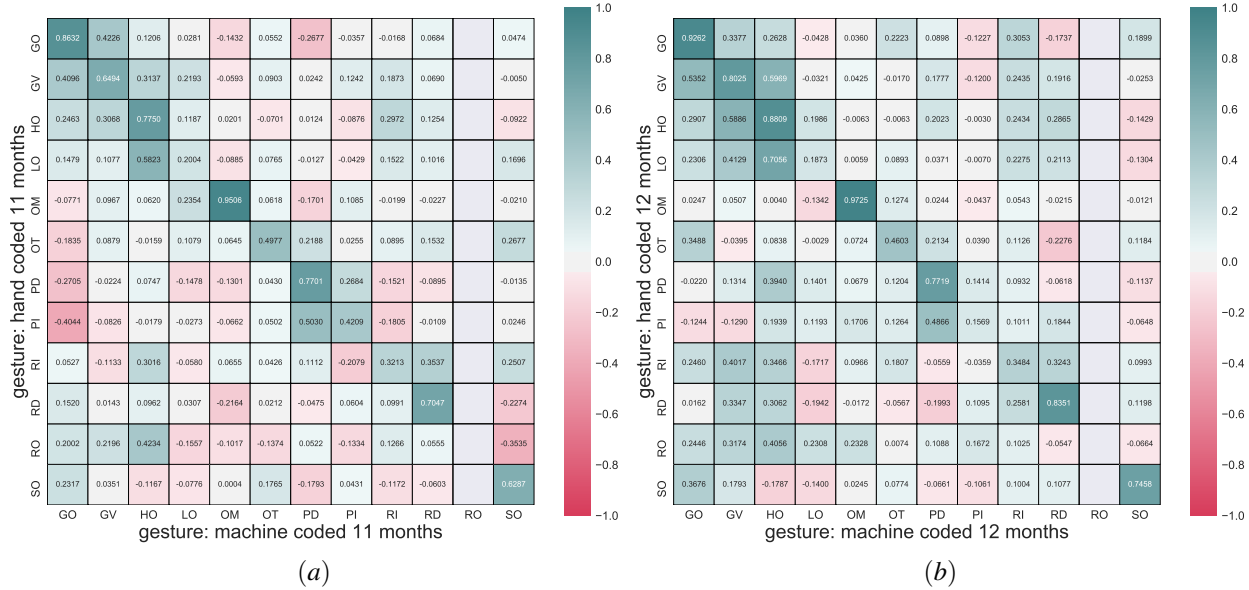 GO 0.8632 0.4226 0.1206 0.0281 -0.1432 0.0552 -0.2677 -0.0357 -0.0168 0.0684 0.0474
GV 0.4096 0.6494 0.3137 0.2193 -0.0593 0.0903 0.0242 0.1242 0.1873 0.0690 -0.0050
HO 0.2463 0.3068 0.7750 0.1187 0.0201 -0.0701 0.0124 -0.0876 0.2972 0.1254 -0.0922
LO 0.1479 0.1077 0.5823 0.2004 -0.0885 0.0765 -0.0127 -0.0429 0.1522 0.1016 0.1696
OM -0.0771 0.0967 0.0620 0.2354 0.9506 0.0618 -0.1701 0.1085 -0.0199 -0.0227 -0.0210
OT -0.1835 0.0879 -0.0159 0.1079 0.0645 0.4977 0.2188 0.0255 0.0895 0.1532 0.2677
PD -0.2705 -0.0224 0.0747 -0.1478 -0.1301 0.0430 0.7701 0.2684 -0.1521 -0.0895 -0.0135
PI -0.4044 -0.0826 -0.0179 -0.0273 -0.0662 0.0502 0.5030 0.4209 -0.1805 -0.0109 0.0246
RI 0.0527 -0.1133 0.3016 -0.0580 0.0655 0.0426 0.1112 -0.2079 0.3213 0.3537 0.2507
RD 0.1520 0.0143 0.0962 0.0307 -0.2164 0.0212 -0.0475 0.0604 0.0991 0.7047 -0.2274
RO 0.2002 0.2196 0.4234 -0.1557 -0.1017 -0.1374 0.0522 -0.1334 0.1266 0.0555 -0.3535
SO 0.2317 0.0351 -0.1167 -0.0776 0.0004 0.1765 -0.1793 0.0431 -0.1172 -0.0603 0.6287
GO GV HO LO OM OT PD PI RI RD RO SO
gesture: hand coded 11 months
gesture: machine coded 11 months
1.0
0.8
0.6
0.4
0.2
0.0
−0.2
−0.4
−0.6
−0.8
−1.0
(a)
GO 0.9262 0.3377 0.2628 -0.0428 0.0360 0.2223 0.0898 -0.1227 0.3053 -0.1737 0.1899
GV 0.5352 0.8025 0.5969 -0.0321 0.0425 -0.0170 0.1777 -0.1200 0.2435 0.1916 -0.0253
HO 0.2907 0.5886 0.8809 0.1986 -0.0063 -0.0063 0.2023 -0.0030 0.2434 0.2865 -0.1429
LO 0.2306 0.4129 0.7056 0.1873 0.0059 0.0893 0.0371 -0.0070 0.2275 0.2113 -0.1304
OM 0.0247 0.0507 0.0040 -0.1342 0.9725 0.1274 0.0244 -0.0437 0.0543 -0.0215 -0.0121
OT 0.3488 -0.0395 0.0838 -0.0029 0.0724 0.4603 0.2134 0.0390 0.1126 -0.2276 0.1184
PD -0.0220 0.1314 0.3940 0.1401 0.0679 0.1204 0.7719 0.1414 0.0932 -0.0618 -0.1137
PI -0.1244 -0.1290 0.1939 0.1193 0.1706 0.1264 0.4866 0.1569 0.1011 0.1844 -0.0648
RI 0.2460 0.4017 0.3466 -0.1717 0.0966 0.1807 -0.0559 -0.0359 0.3484 0.3243 0.0993
RD 0.0162 0.3347 0.3062 -0.1942 -0.0172 -0.0567 -0.1993 0.1095 0.2581 0.8351 0.1198
RO 0.2446 0.3174 0.4056 0.2308 0.2328 0.0074 0.1088 0.1672 0.1025 -0.0547 -0.0664
SO 0.3676 0.1793 -0.1787 -0.1400 0.0245 0.0774 -0.0661 -0.1061 0.1004 0.1077 0.7458
GO GV HO LO OM OT PD PI RI RD RO SO
gesture: hand coded 12 months
gesture: machine coded 12 months
1.0
0.8
0.6
0.4
0.2
0.0
−0.2
−0.4
−0.6
−0.8
−1.0
(b)